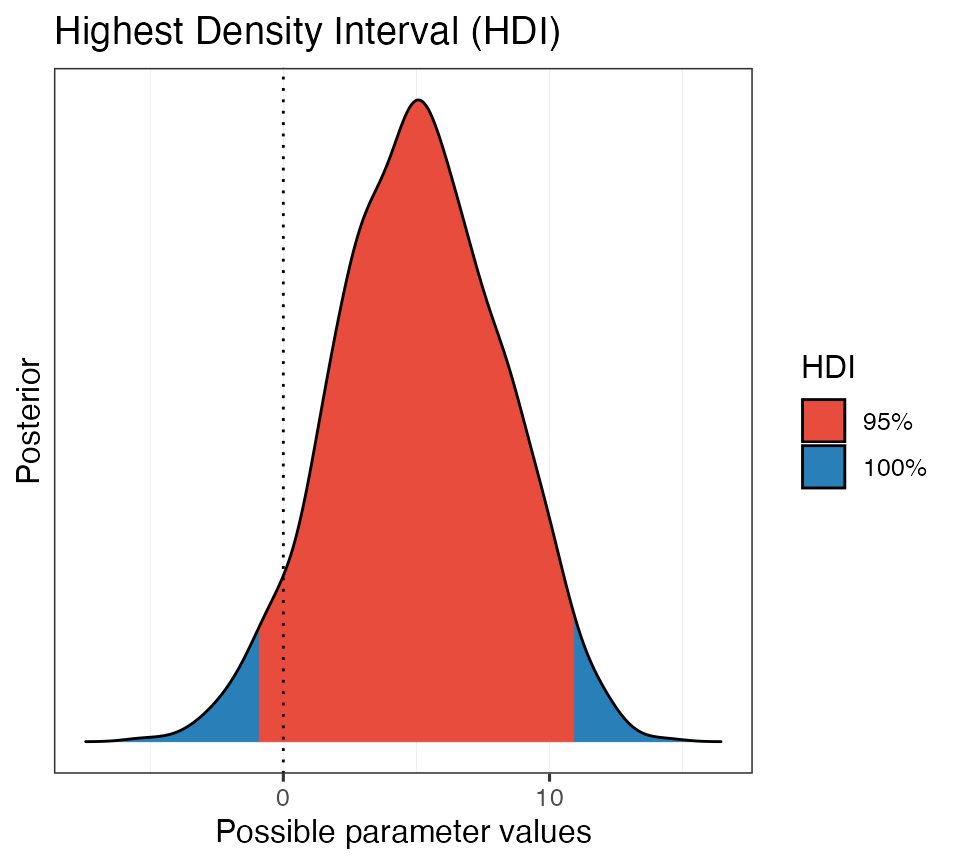 Highest Density Interval (HDI)
Posterior
HDI
95%
100%
0
10
Possible parameter values